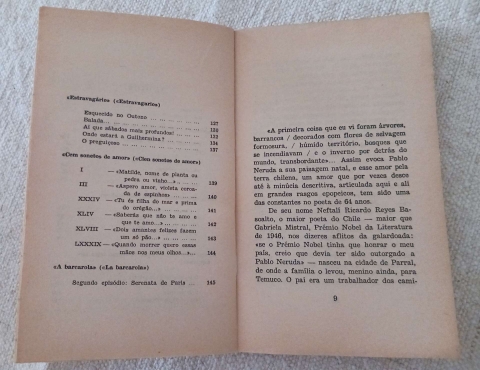 «Estravagário» («Estravagario»)
Esquecido no Outono ... 127
Balada ... 129
Ai que sábados mais profundos! ... 130
Onde estará a Guilhermina? ... 132
O preguiçoso ... 134
137
«Cem sonetos de amor» («Cien sonetos de amor»)
I — «Matilde, nome de planta ou
pedra ou vinho...» ... 139
III — «Áspero amor, violeta coroada
de espinhos» ... 140
XXXIV — «Tu és filha do mar e
prima do orégão...» ... 141
XLIV — «Saberás que não te amo e
que te amo...» ... 142
XLVIII — «Dois amantes felizes fazem
um só pão...» ... 143
LXXXIX — «Quando morrer quero essas
mãos nos meus olhos...» ... 144
«A barcarola» («La barcarola»)
Segundo episódio: Serenata de Paris ... 145
«A primeira coisa que eu vi foram árvores,
barrancos / decorados com flores de selvagem
formosura, / húmido território, bosques que
se incendiavam / e o inverno por detrás do
mundo, transbordante». Assim evoca Pablo
Neruda a sua paisagem natal, e esse amor pela
terra chilena, um amor que por vezes desce
até à minúcia descritiva, articulada aqui e ali
em grandes rasgos epopeicos, tem sido uma
das constantes do poeta de 64 anos.
De seu nome Neftalí Ricardo Reyes Ba-
soalto, o maior poeta do Chile — maior que
Gabriela Mistral, Prémio Nobel da Literatura
de 1945, nos dizeres aflitos da galardoada:
«se o Prémio Nobel tinha que honrar o meu
país, creio que devia ter sido outorgado a
Pablo Neruda» — nasceu na cidade de Parral,
de onde a família o levou, menino ainda, para
Temuco. O pai era um trabalhador dos cami-
9